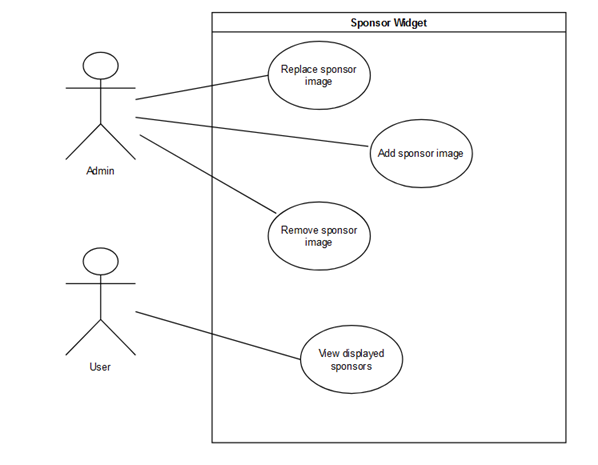 Sponsor Widget
Replace sponsor
image
Add sponsor image
Admin
Remove sponsor
image
View displayed
sponsors
User